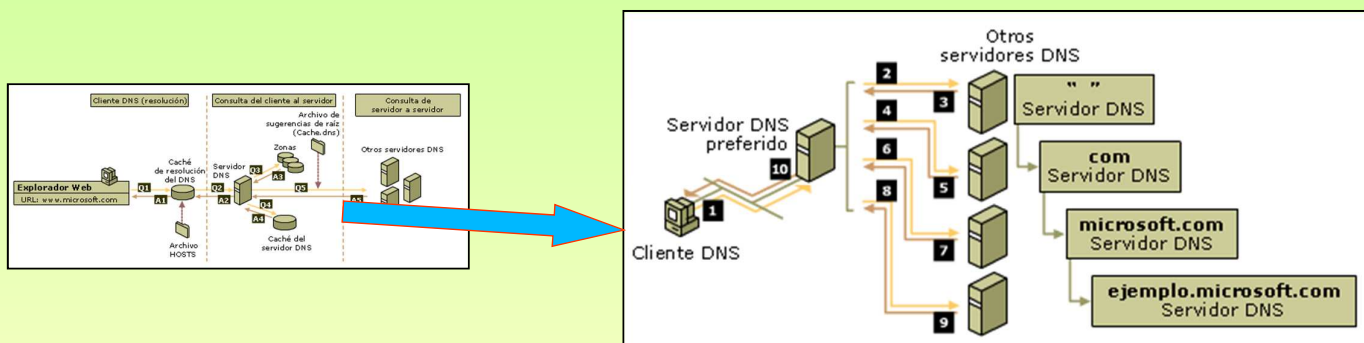 Cliente DNS (resolución)
Consulta del cliente al servidor
Consulta de
servidor a servidor
Archivo de
sugerencias de raíz
(Cache.dns)
Zonas
Otros servidores DNS
Caché
de resolución
del DNS
Servidor
DNS
Q3
A3
Explorador Web
URL: www.microsoft.com
Q1
A1
Q2
A2
Q5
A5
Q4
A4
Archivo
HOSTS
Caché del
servidor DNS
Otros
servidores DNS
Servidor DNS
preferido
Cliente DNS
1
10
2
3
4
5
6
7
8
9
" "
Servidor DNS
com
Servidor DNS
microsoft.com
Servidor DNS
ejemplo.microsoft.com
Servidor DNS